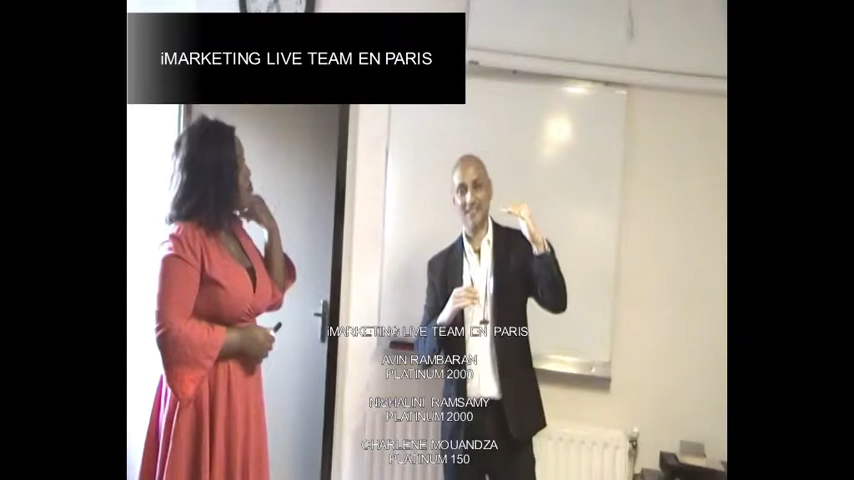 iMARKETING LIVE TEAM EN PARIS
iMARKETING LIVE TEAM EN PARIS
AVIN RAMBARAN
PLATINUM 2000
NISHALINI RAMSAMY
PLATINUM 2000
CHARLENE MOUANDZA
PLATINUM 150